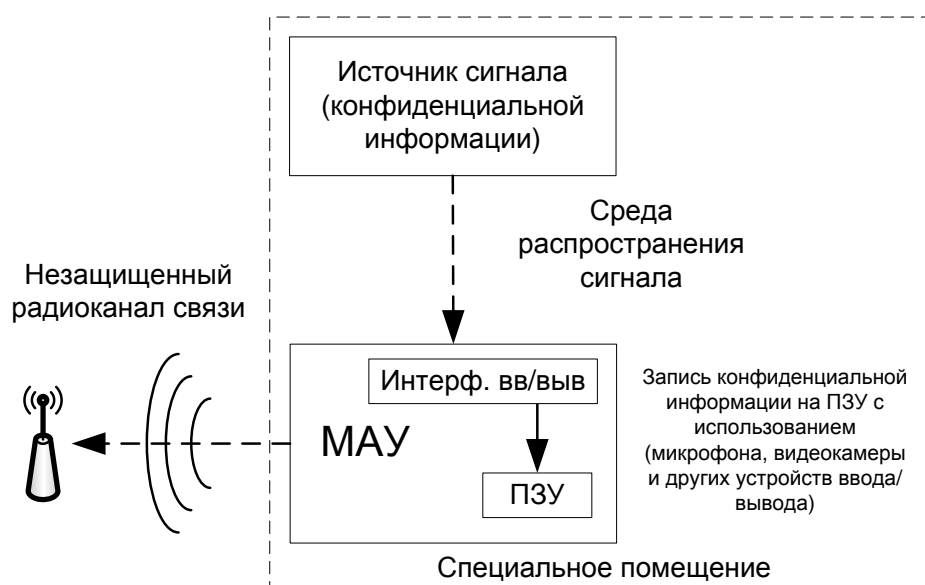 Источник сигнала
(конфиденциальной
информации)
Среда
распространения
сигнала
Незащищенный
радиоканал связи
Интерф. вв/выв
МАУ
ПЗУ
Запись конфиденциальной
информации на ПЗУ с
использованием
(микрофона, видеокамеры
и других устройств ввода/
вывода)
Специальное помещение